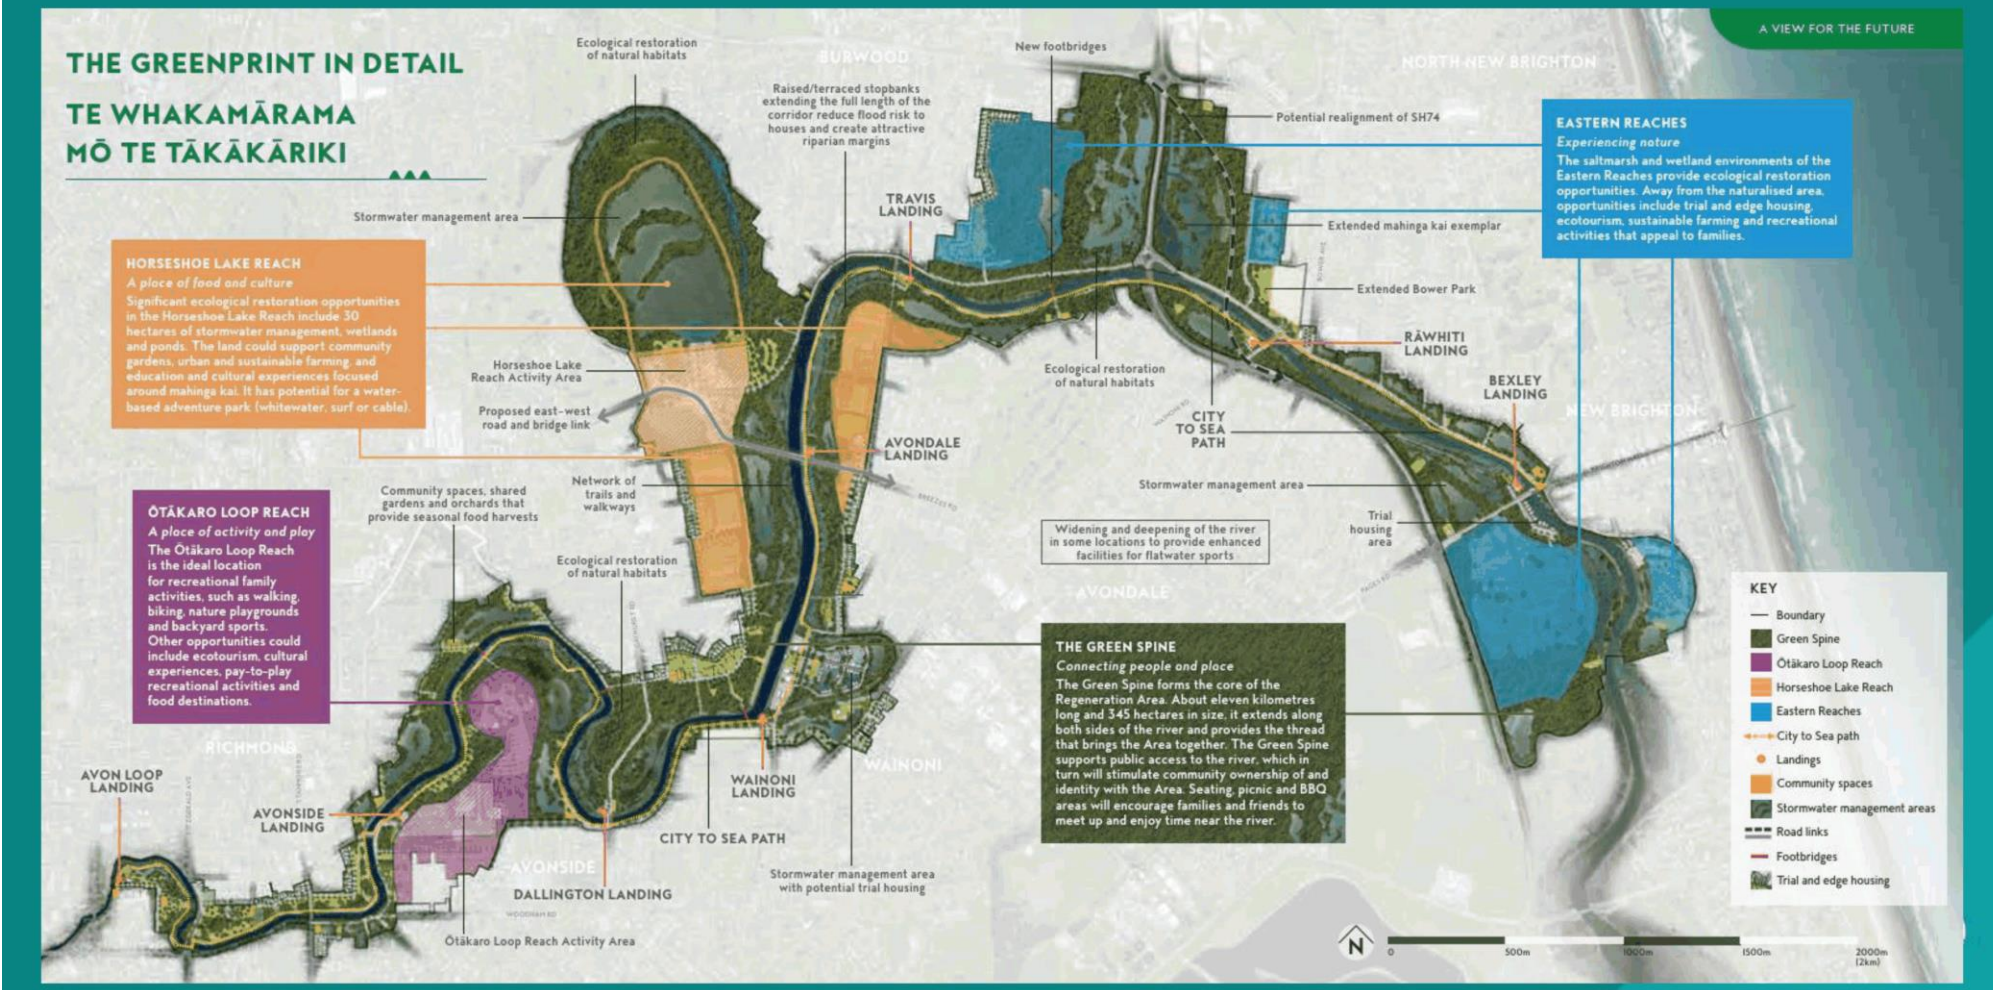 A VIEW FOR THE FUTURE
THE GREENPRINT IN DETAIL
TE WHAKAMĀRAMA
MŌ TE TĀKĀKĀRIKI
Ecological restoration
of natural habitats
BURWOOD
Raised/terraced stopbanks
extending the full length of the
corridor reduce flood risk to
houses and create attractive
riparian margins
New footbridges
NORTH NEW BRIGHTON
Potential realignment of SH74
EASTERN REACHES
Experiencing nature
The saltmarsh and wetland environments of the
Eastern Reaches provide ecological restoration
opportunities. Away from the naturalised area,
opportunities include trial and edge housing,
ecotourism, sustainable farming and recreational
activities that appeal to families.
Stormwater management area
TRAVIS
LANDING
Extended mahinga kai exemplar
HORSESHOE LAKE REACH
A place of food and culture
Significant ecological restoration opportunities
in the Horseshoe Lake Reach include 30
hectares of stormwater management, wetlands
and ponds. The land could support community
gardens, urban and sustainable farming, and
education and cultural experiences focused
around mahinga kai. It has potential for a water-
based adventure park (whitewater, surf or cable).
Extended Bower Park
Horseshoe Lake
Reach Activity Area
Ecological restoration
of natural habitats
RĀWHITI
LANDING
BEXLEY
LANDING
NEW BRIGHTON
Proposed east-west
road and bridge link
CITY
TO SEA
PATH
AVONDALE
LANDING
Network of
trails and
walkways
Stormwater management area
BREEZES RD
Community spaces, shared
gardens and orchards that
provide seasonal food harvests
Widening and deepening of the river
in some locations to provide enhanced
facilities for flatwater sports
Trial
housing
area
ŌTĀKARO LOOP REACH
A place of activity and play
The Ōtākaro Loop Reach
is the ideal location
for recreational family
activities, such as walking,
biking, nature playgrounds
and backyard sports.
Other opportunities could
include ecotourism, cultural
experiences, pay-to-play
recreational activities and
food destinations.
Ecological restoration
of natural habitats
AVONDALE
PAGES RD
THE GREEN SPINE
Connecting people and place
The Green Spine forms the core of the
Regeneration Area. About eleven kilometres
long and 345 hectares in size, it extends along
both sides of the river and provides the thread
that brings the Area together. The Green Spine
supports public access to the river, which in
turn will stimulate community ownership of and
identity with the Area. Seating, picnic and BBQ
areas will encourage families and friends to
meet up and enjoy time near the river.
RICHMOND
WAINONI
AVON LOOP
LANDING
AVONSIDE
LANDING
WAINONI
LANDING
CITY TO SEA PATH
AVONSIDE
DALLINGTON LANDING
Stormwater management area
with potential trial housing
WOODHAM RD
Ōtākaro Loop Reach Activity Area
KEY
Boundary
Green Spine
Ōtākaro Loop Reach
Horseshoe Lake Reach
Eastern Reaches
City to Sea path
Landings
Community spaces
Stormwater management areas
Road links
Footbridges
Trial and edge housing
N
0
500m
1000m
1500m
2000m
(2km)